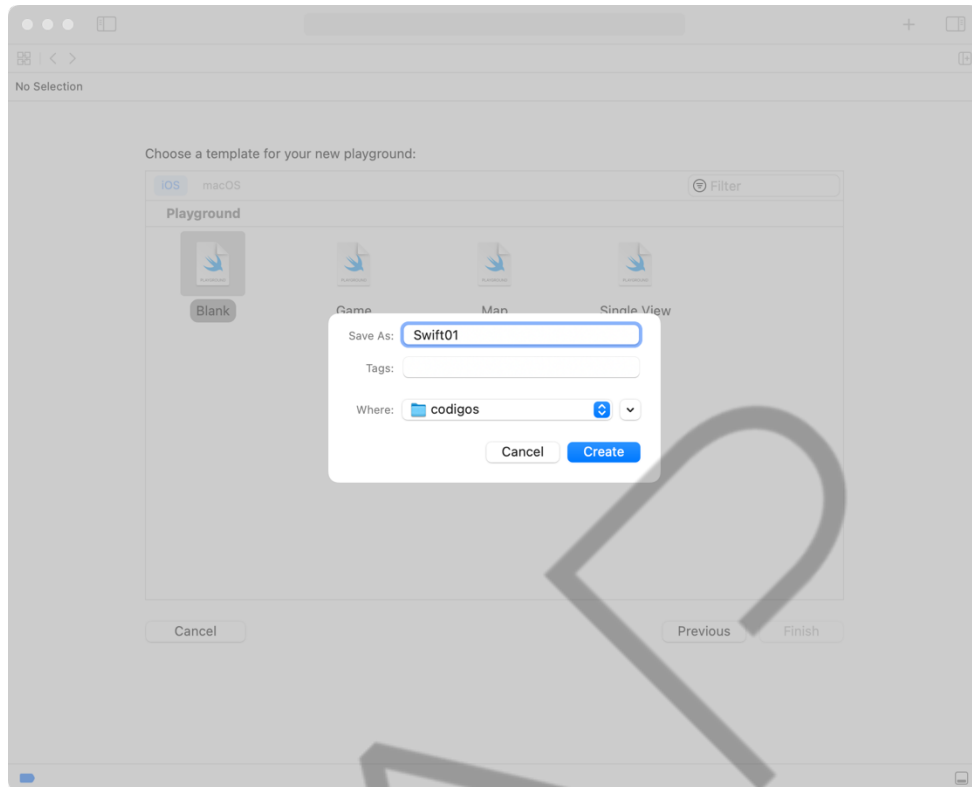 No Selection
Choose a template for your new playground:
iOS macOS Filter
Playground
Blank Game Map Single View
Save As: Swift01
Tags:
Where: codigos
Cancel Create
Cancel Previous Finish